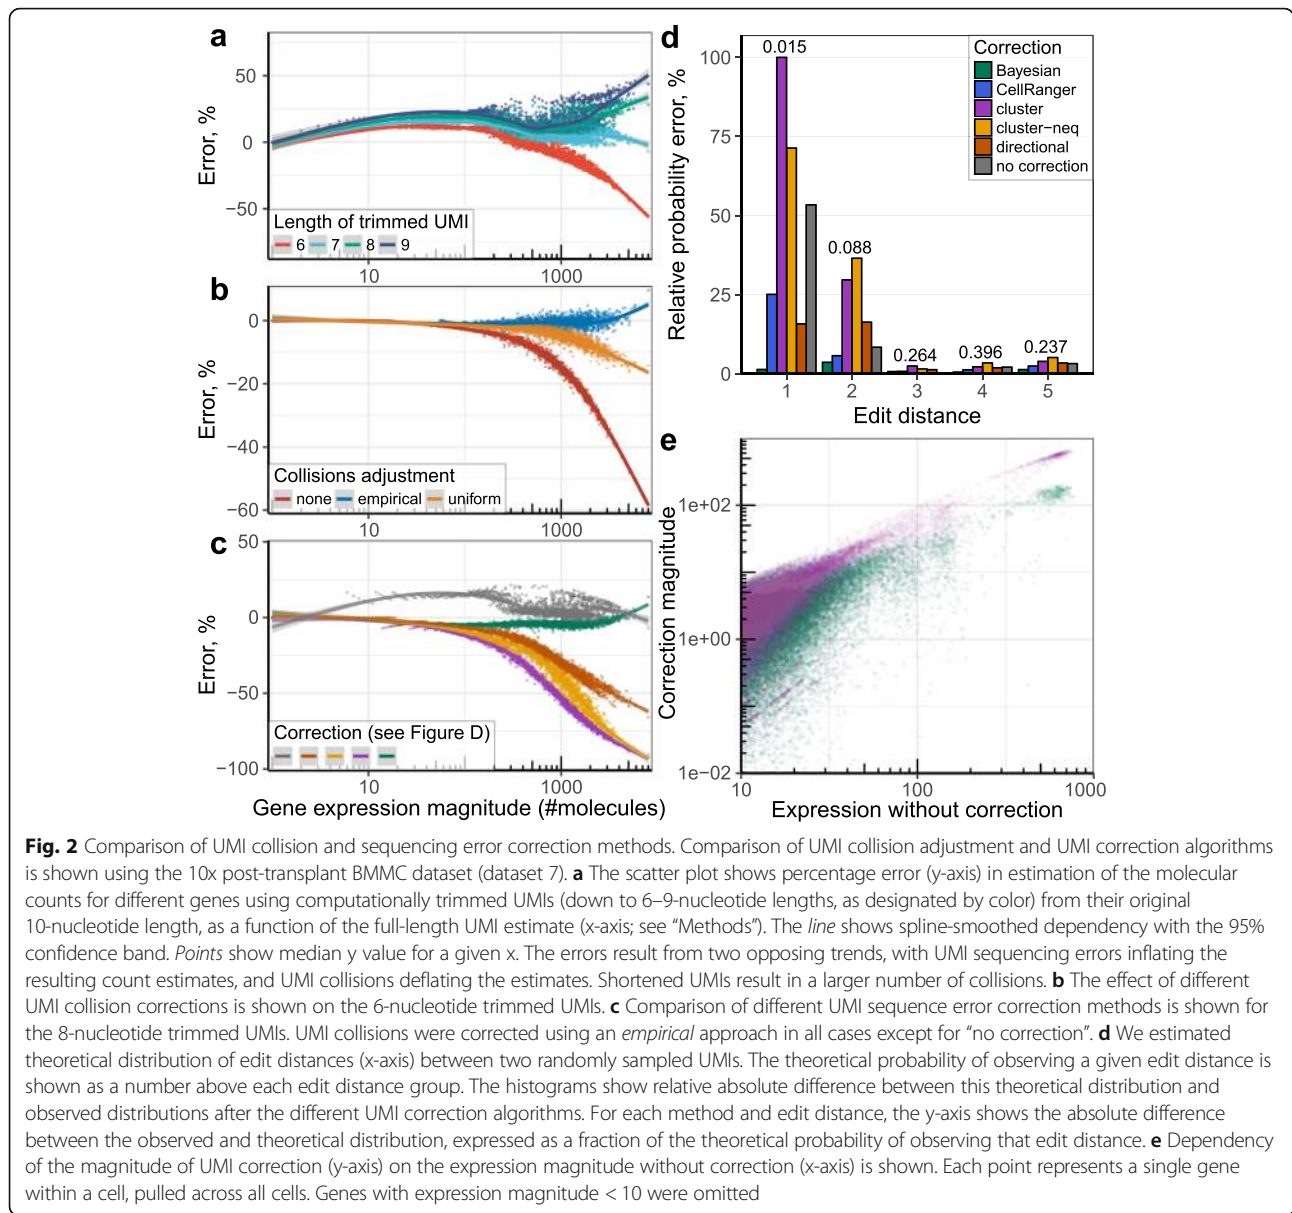 a
50
0
−50
Error, %
Length of trimmed UMI
6 7 8 9
10 1000
b
0
−20
−40
−60
Error, %
Collisions adjustment
none empirical uniform
10 1000
c
50
0
−50
−100
Error, %
Correction (see Figure D)
10 1000
Gene expression magnitude (#molecules)
d
100
75
50
25
0
Relative probability error, %
0.015
0.088
0.264
0.396
0.237
Correction
Bayesian
CellRanger
cluster
cluster−neq
directional
no correction
1 2 3 4 5
Edit distance
e
1e+02
1e+00
1e−02
Correction magnitude
10 100 1000
Expression without correction
Fig. 2 Comparison of UMI collision and sequencing error correction methods. Comparison of UMI collision adjustment and UMI correction algorithms
is shown using the 10x post-transplant BMMC dataset (dataset 7). a The scatter plot shows percentage error (y-axis) in estimation of the molecular
counts for different genes using computationally trimmed UMIs (down to 6–9-nucleotide lengths, as designated by color) from their original
10-nucleotide length, as a function of the full-length UMI estimate (x-axis; see “Methods”). The line shows spline-smoothed dependency with the 95%
confidence band. Points show median y value for a given x. The errors result from two opposing trends, with UMI sequencing errors inflating the
resulting count estimates, and UMI collisions deflating the estimates. Shortened UMIs result in a larger number of collisions. b The effect of different
UMI collision corrections is shown on the 6-nucleotide trimmed UMIs. c Comparison of different UMI sequence error correction methods is shown for
the 8-nucleotide trimmed UMIs. UMI collisions were corrected using an empirical approach in all cases except for “no correction”. d We estimated
theoretical distribution of edit distances (x-axis) between two randomly sampled UMIs. The theoretical probability of observing a given edit distance is
shown as a number above each edit distance group. The histograms show relative absolute difference between this theoretical distribution and
observed distributions after the different UMI correction algorithms. For each method and edit distance, the y-axis shows the absolute difference
between the observed and theoretical distribution, expressed as a fraction of the theoretical probability of observing that edit distance. e Dependency
of the magnitude of UMI correction (y-axis) on the expression magnitude without correction (x-axis) is shown. Each point represents a single gene
within a cell, pulled across all cells. Genes with expression magnitude < 10 were omitted